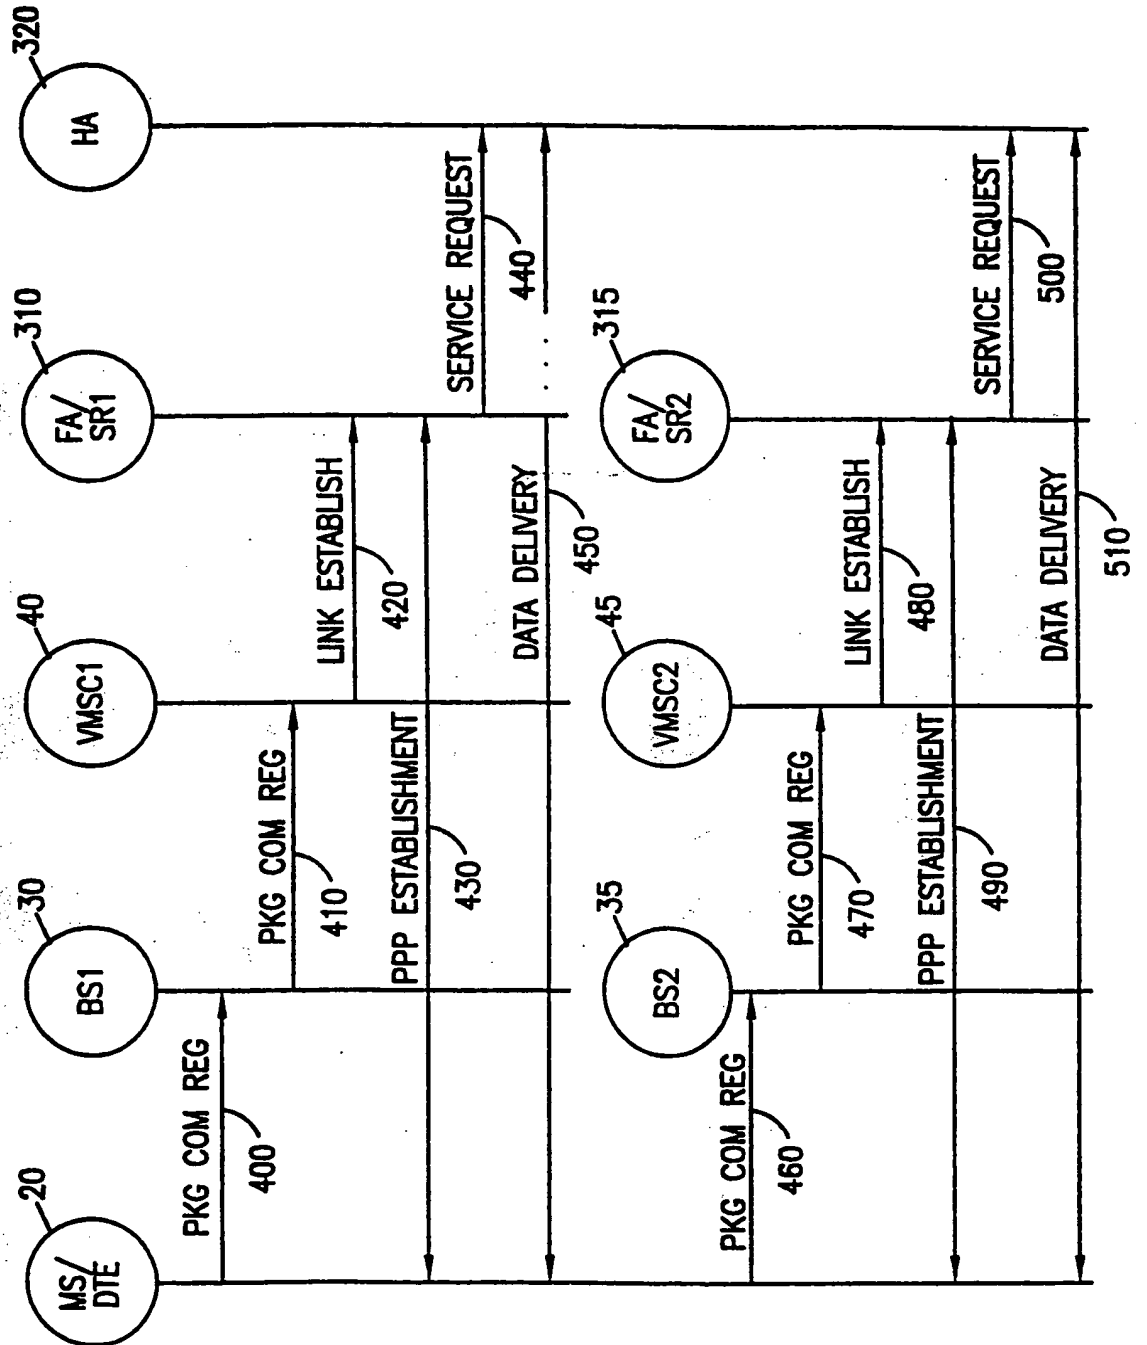 20
MS/
DTE
30
BS1
40
VMSC1
310
FA/
SR1
320
HA
PKG COM REG
400
PKG COM REG
410
LINK ESTABLISH
420
PPP ESTABLISHMENT
430
SERVICE REQUEST
440
DATA DELIVERY
450
35
BS2
45
VMSC2
315
FA/
SR2
PKG COM REG
460
PKG COM REG
470
LINK ESTABLISH
480
PPP ESTABLISHMENT
490
SERVICE REQUEST
500
DATA DELIVERY
510